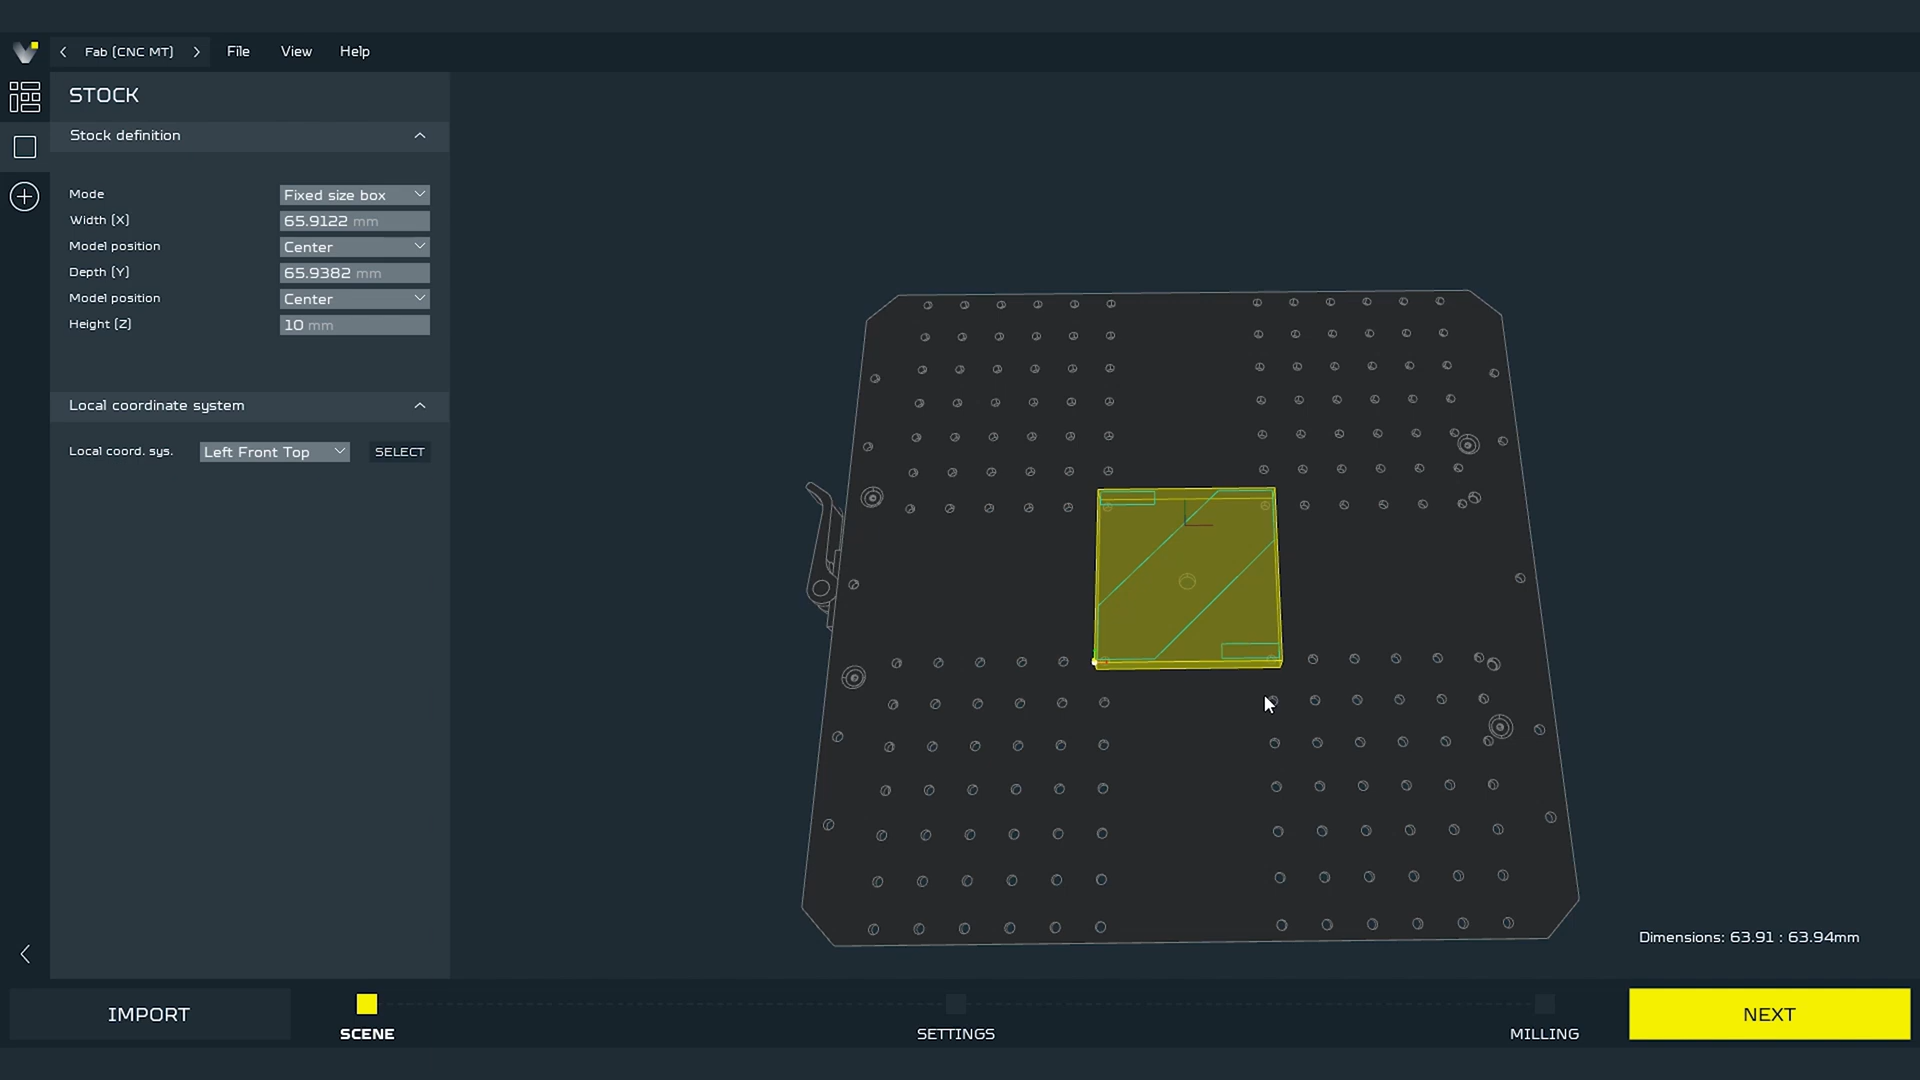 Fab (CNC MT) File View Help
STOCK
Stock definition
Mode Fixed size box
Width (X) 65.9122 mm
Model position Center
Depth (Y) 65.9382 mm
Model position Center
Height (Z) 10 mm
Local coordinate system
Local coord. sys. Left Front Top SELECT
Dimensions: 63.91 : 63.94mm
IMPORT
SCENE
SETTINGS
MILLING
NEXT